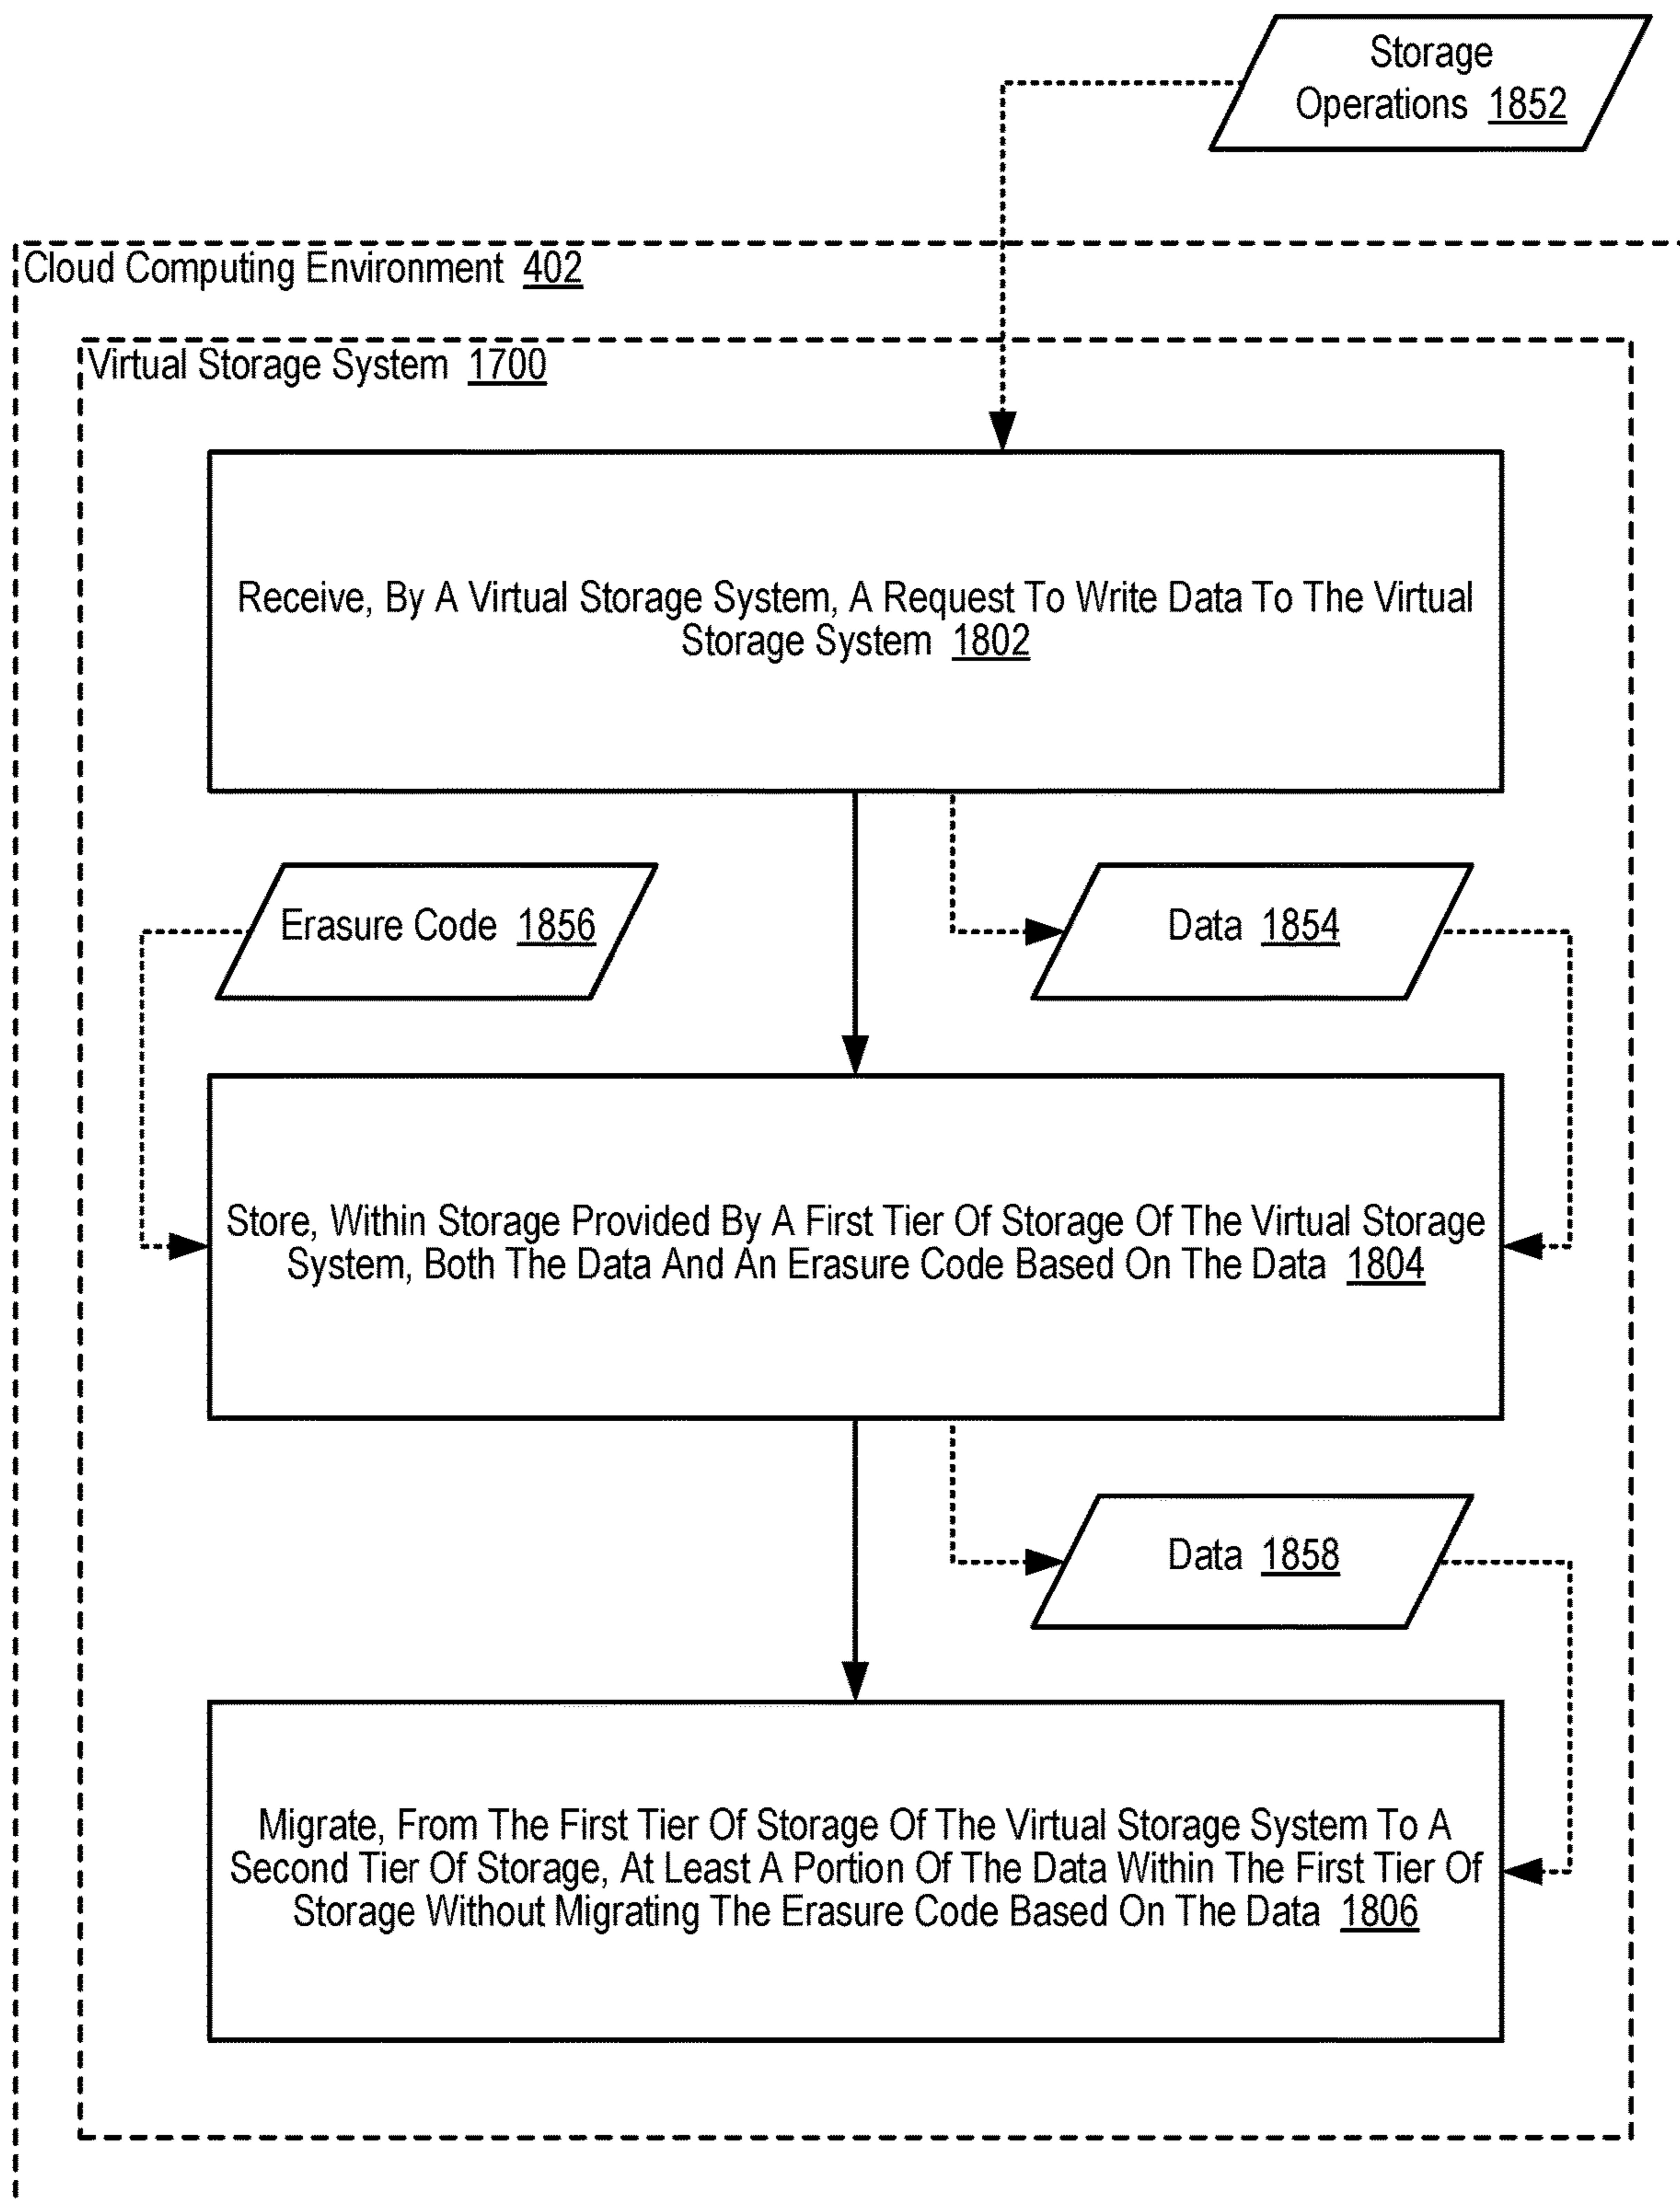 Storage
Operations 1852
Cloud Computing Environment 402
Virtual Storage System 1700
Receive, By A Virtual Storage System, A Request To Write Data To The Virtual
Storage System 1802
Erasure Code 1856
Data 1854
Store, Within Storage Provided By A First Tier Of Storage Of The Virtual Storage
System, Both The Data And An Erasure Code Based On The Data 1804
Data 1858
Migrate, From The First Tier Of Storage Of The Virtual Storage System To A
Second Tier Of Storage, At Least A Portion Of The Data Within The First Tier Of
Storage Without Migrating The Erasure Code Based On The Data 1806